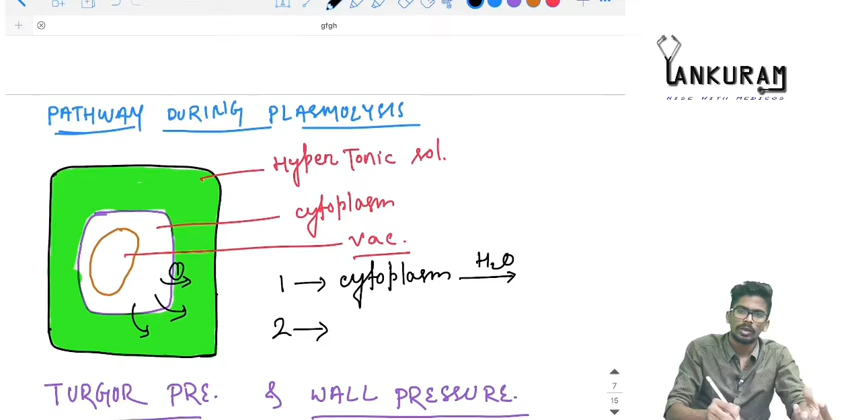 gfgh
YANKURAM
RISE WITH MEDICOS
PATHWAY DURING PLASMOLYSIS
Hyper Tonic sol.
cytoplasm
vac.
1
1 → cytoplasm H₂O →
2 →
7
15
TURGOR PRE. & WALL PRESSURE.